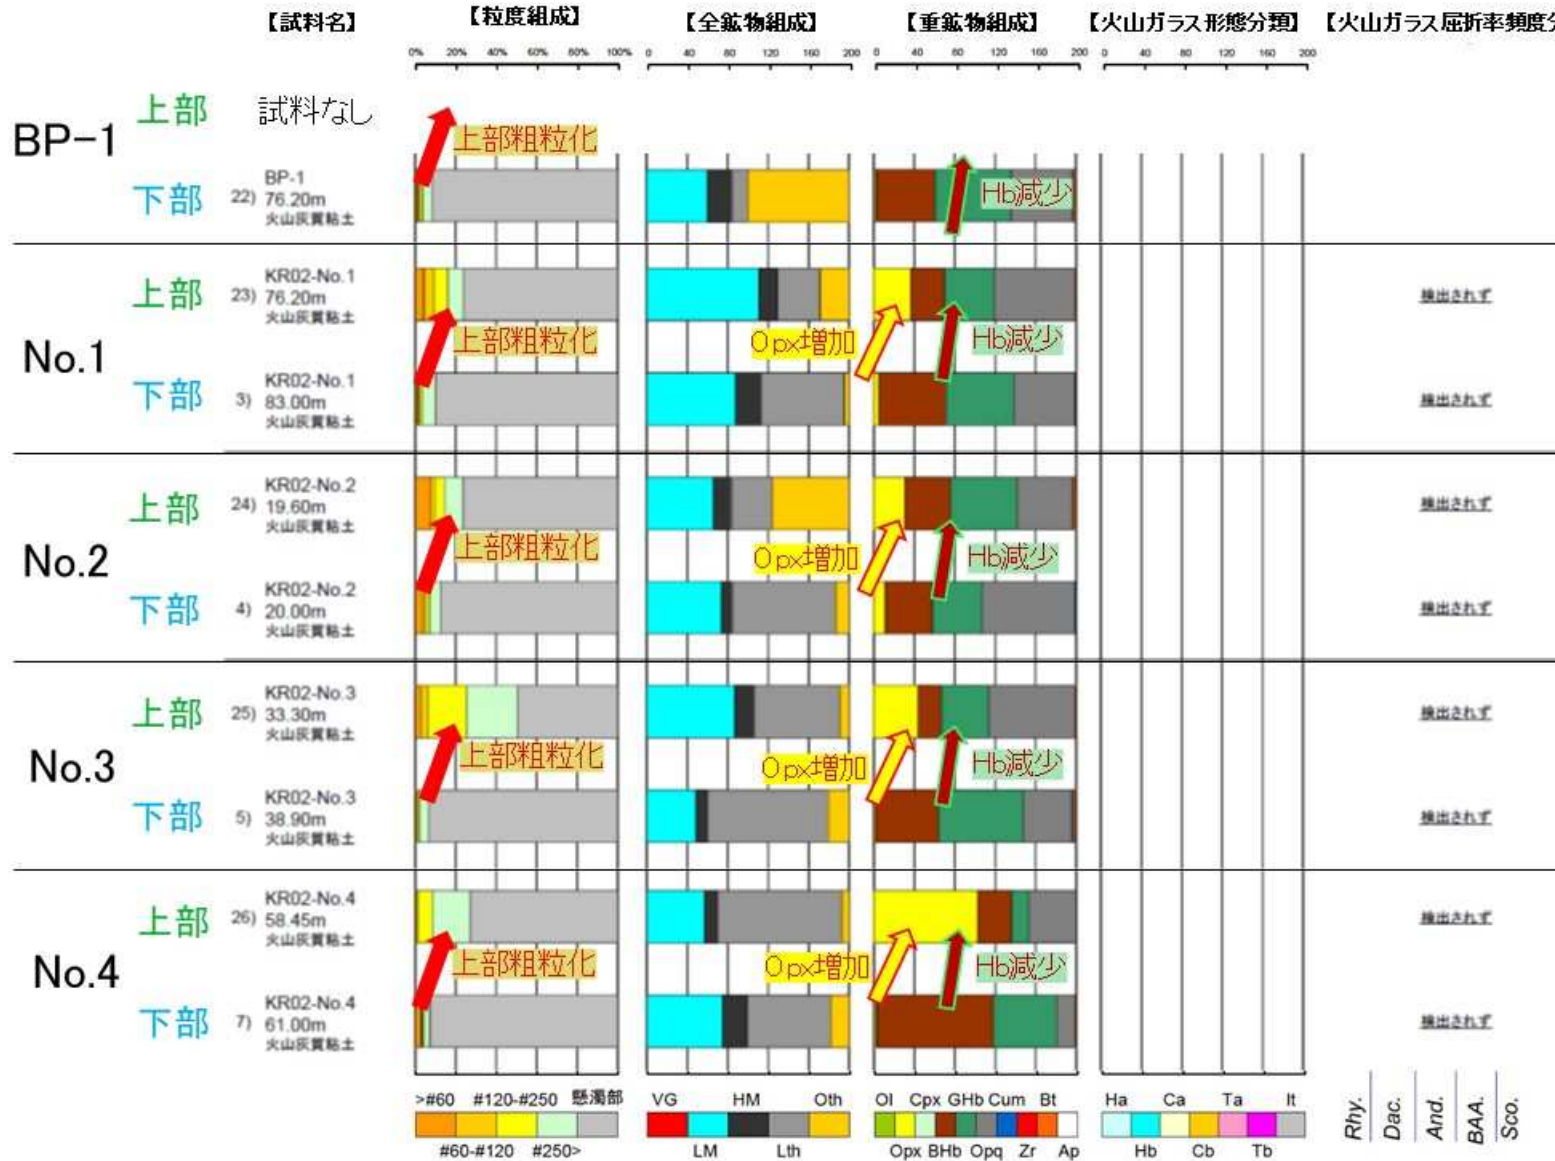 【試料名】 【粒度組成】 【全鉱物組成】 【重鉱物組成】 【火山ガラス形態分類】 【火山ガラス屈折率頻度分
0% 20% 40% 60% 80% 100% 0 40 80 120 160 200 0 40 80 120 160 200 0 40 80 120 160 200
BP-1
上部 試料なし
上部粗粒化
下部 22) BP-1
76.20m
火山灰質粘土
Hb減少
No.1
上部 23) KR02-No.1
76.20m
火山灰質粘土
検出されず
上部粗粒化 Opx増加 Hb減少
下部 3) KR02-No.1
83.00m
火山灰質粘土
検出されず
No.2
上部 24) KR02-No.2
19.60m
火山灰質粘土
検出されず
上部粗粒化 Opx増加 Hb減少
下部 4) KR02-No.2
20.00m
火山灰質粘土
検出されず
No.3
上部 25) KR02-No.3
33.30m
火山灰質粘土
検出されず
上部粗粒化 Opx増加 Hb減少
下部 5) KR02-No.3
38.90m
火山灰質粘土
検出されず
No.4
上部 26) KR02-No.4
58.45m
火山灰質粘土
検出されず
上部粗粒化 Opx増加 Hb減少
下部 7) KR02-No.4
61.00m
火山灰質粘土
検出されず
>#60 #120-#250 懸濁部 VG HM Oth Ol Cpx GHb Cum Bt Ha Ca Ta It
#60-#120 #250> LM Lth Opx BHb Opq Zr Ap Hb Cb Tb
Rhy.
Dac.
And.
BAA.
Sco.